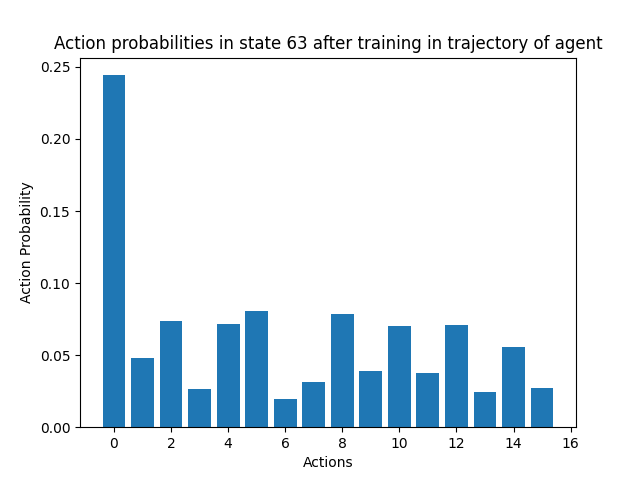 Action probabilities in state 63 after training in trajectory of agent
0.25
0.20
0.15
0.10
0.05
0.00
Action Probability
0 2 4 6 8 10 12 14 16
Actions